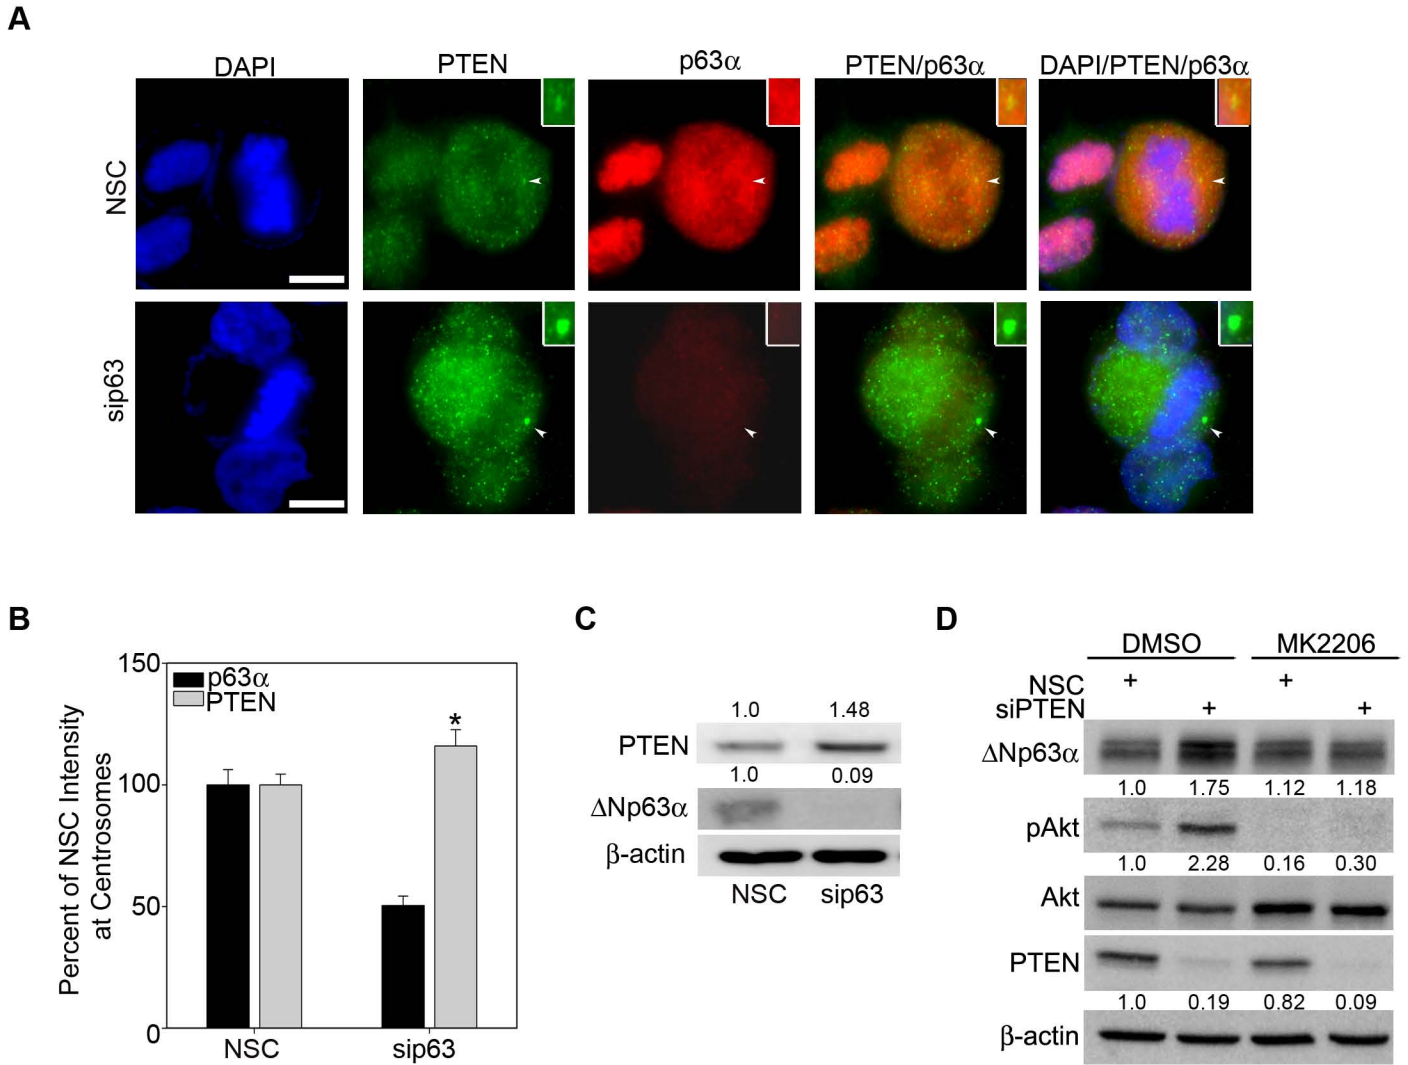 A
DAPI PTEN p63α PTEN/p63α DAPI/PTEN/p63α
NSC
sip63
B
Percent of NSC Intensity
at Centrosomes
150
100
50
0
p63α
PTEN
*
NSC sip63
C
1.0 1.48
PTEN
1.0 0.09
ΔNp63α
β-actin
NSC sip63
D
DMSO MK2206
NSC + +
siPTEN + +
ΔNp63α
1.0 1.75 1.12 1.18
pAkt
1.0 2.28 0.16 0.30
Akt
PTEN
1.0 0.19 0.82 0.09
β-actin